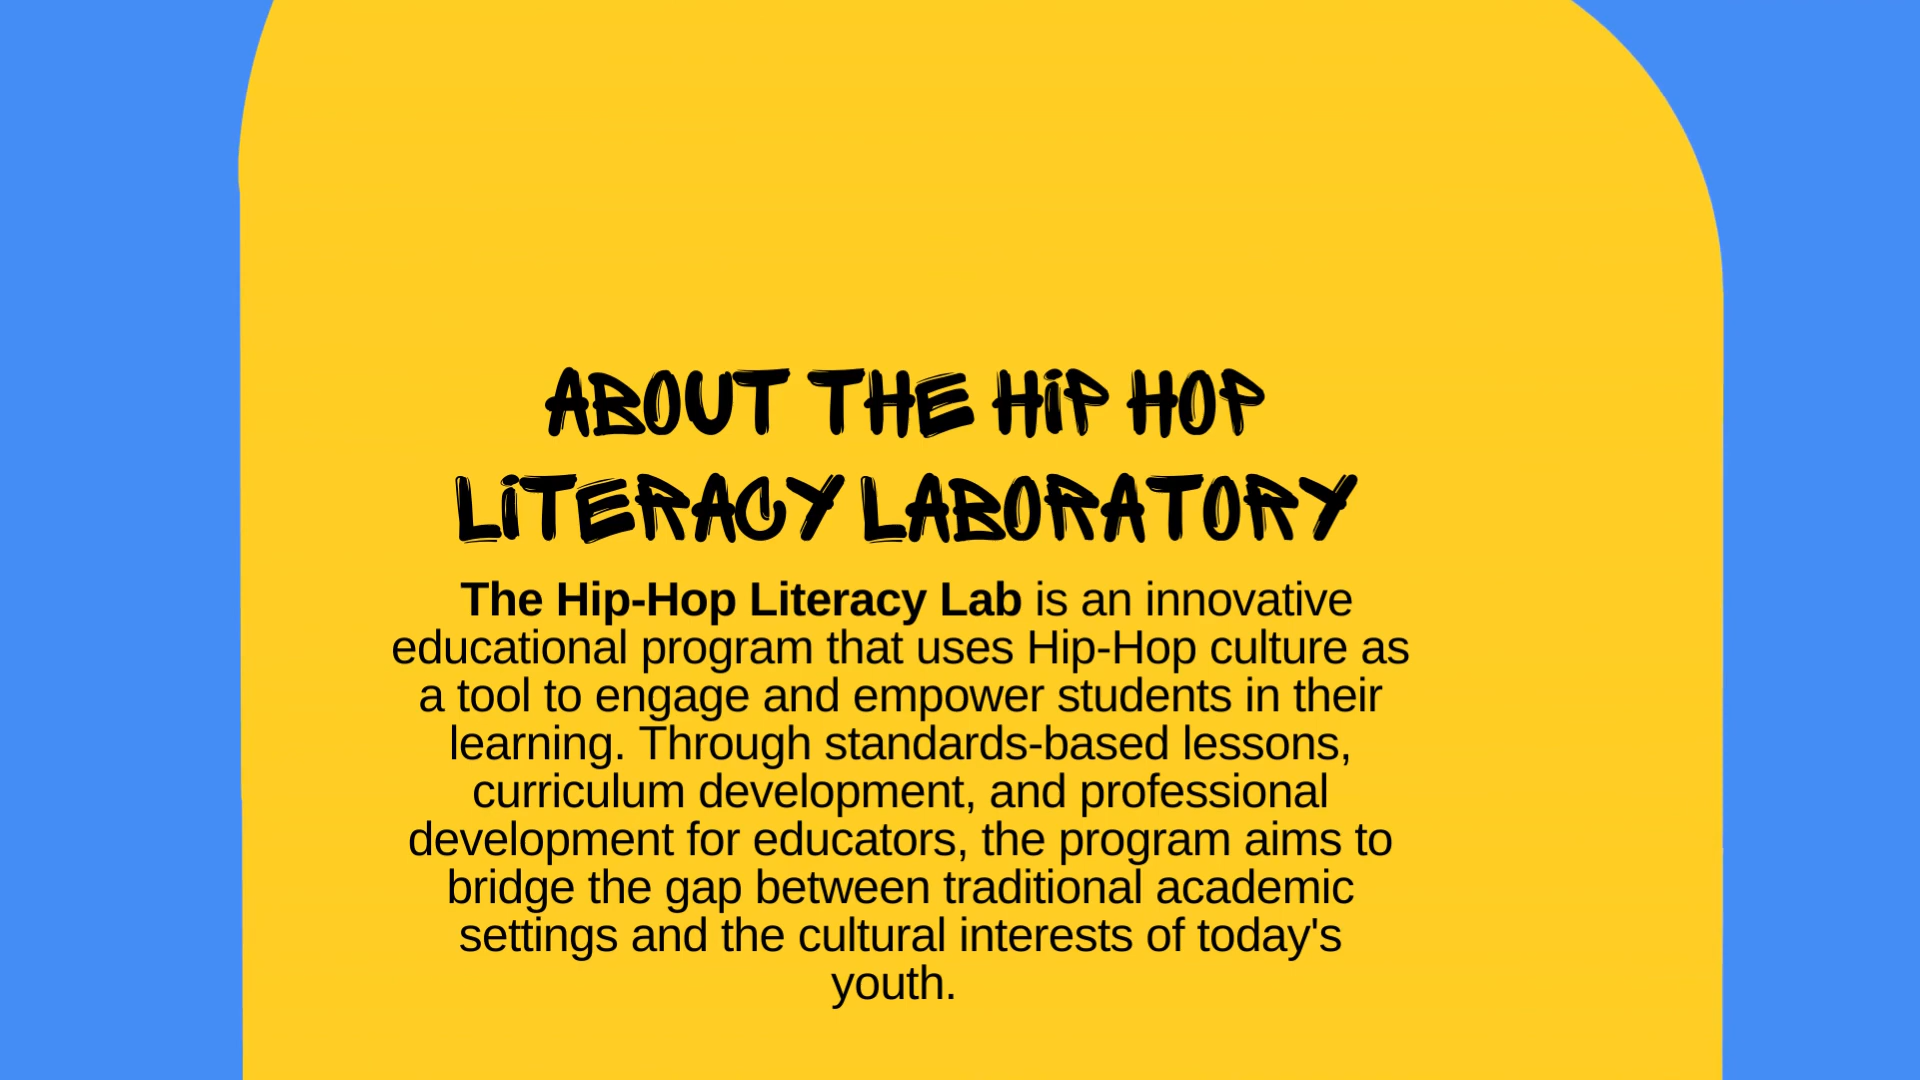 ABOUT THE HiP HOP
LiTERACY LABORATORY
The Hip-Hop Literacy Lab is an innovative
educational program that uses Hip-Hop culture as
a tool to engage and empower students in their
learning. Through standards-based lessons,
curriculum development, and professional
development for educators, the program aims to
bridge the gap between traditional academic
settings and the cultural interests of today's
youth.